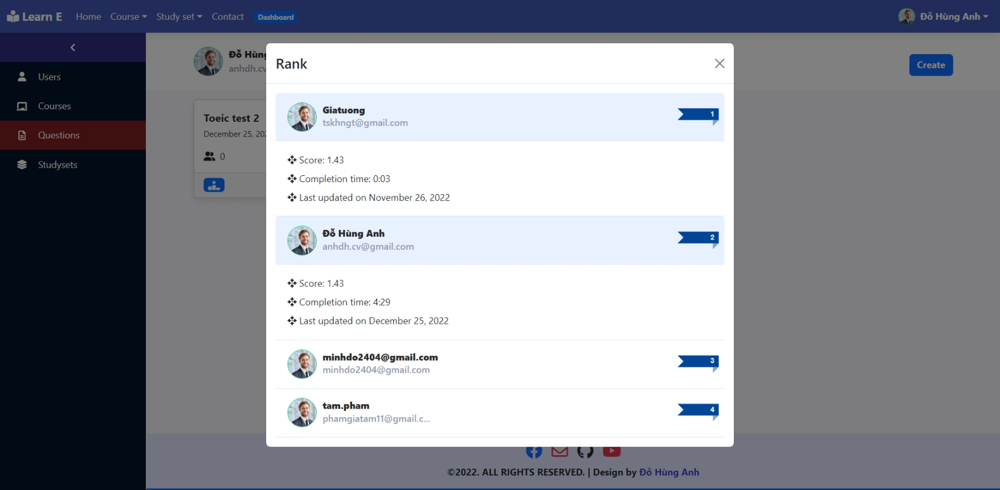 Learn E
Home
Course
Study set
Contact
Dashboard
Đỗ Hùng Anh
Users
Courses
Questions
Studysets
Đỗ Hùng
anhdh.cv
Create
Toeic test 2
December 25, 202
0
Rank
Giatuong
tskhngt@gmail.com
1
Score: 1.43
Completion time: 0:03
Last updated on November 26, 2022
Đỗ Hùng Anh
anhdh.cv@gmail.com
2
Score: 1.43
Completion time: 4:29
Last updated on December 25, 2022
minhdo2404@gmail.com
minhdo2404@gmail.com
3
tam.pham
phamgiatam11@gmail.c...
4
©2022. ALL RIGHTS RESERVED. | Design by Đỗ Hùng Anh